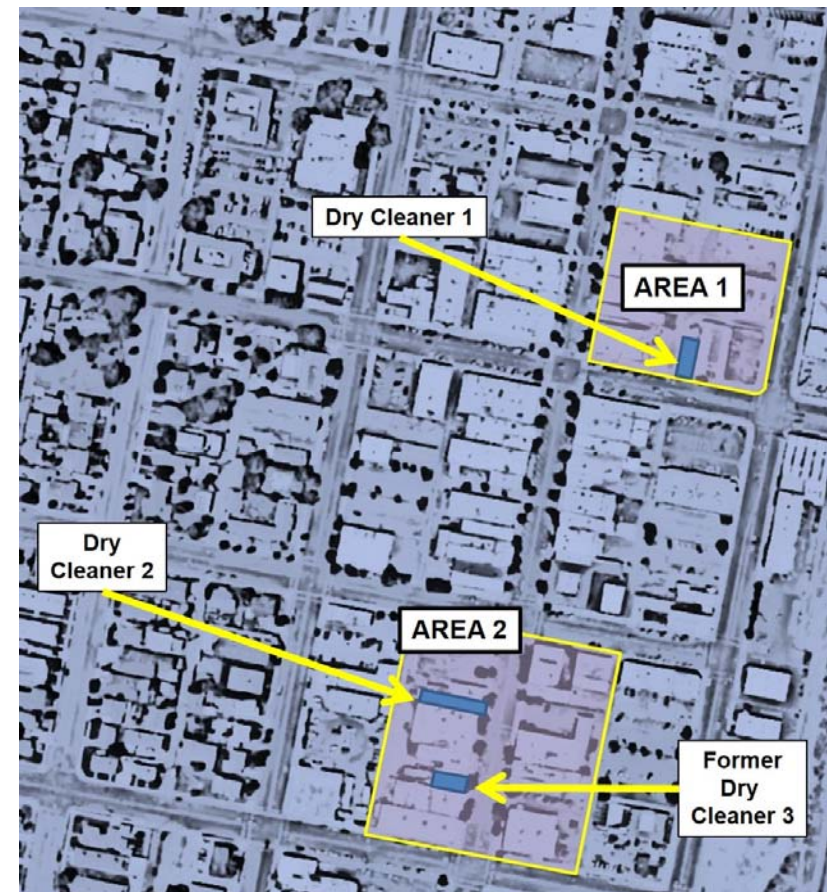 Dry Cleaner 1
AREA 1
Dry
Cleaner 2
AREA 2
Former
Dry
Cleaner 3